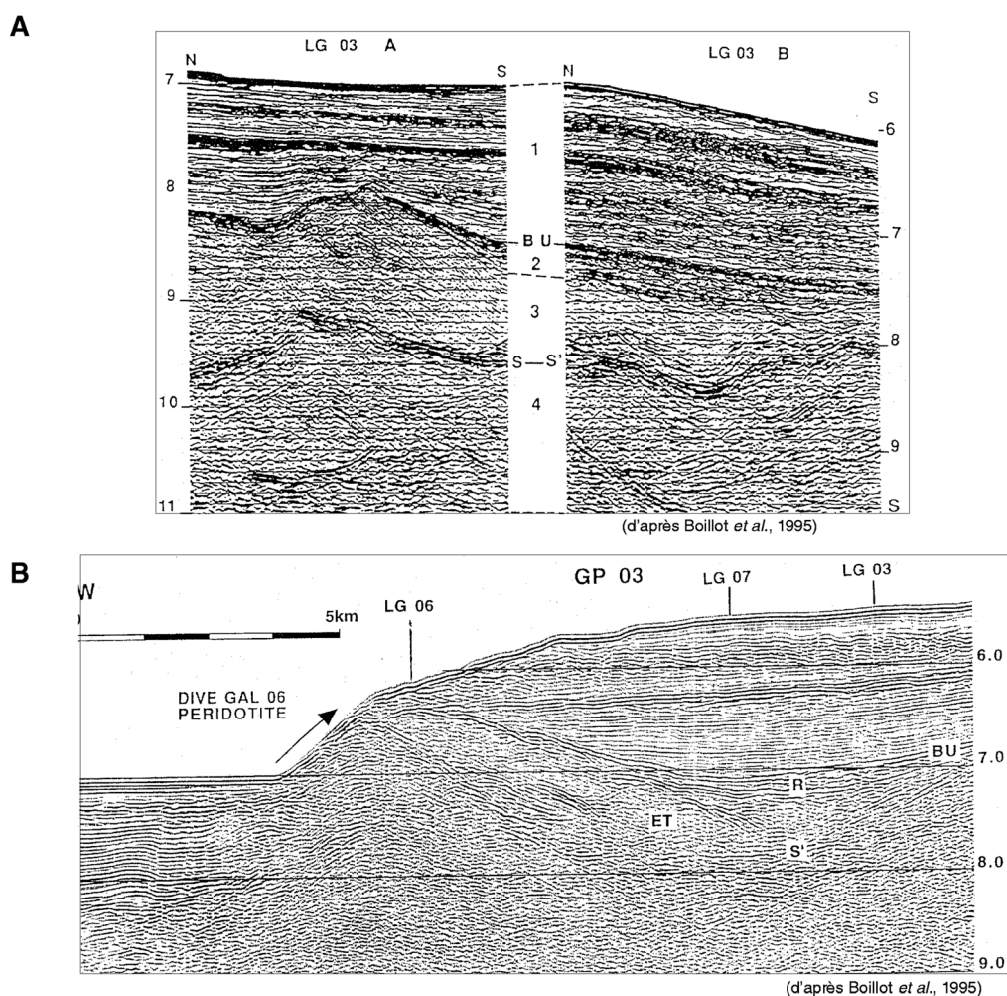 A
LG 03 A
LG 03 B
N
S
N
S
7
8
9
10
11
1
B U
2
3
S S'
4
6
7
8
9
S
(d'après Boillot et al., 1995)
B
W
GP 03
LG 07
LG 03
LG 06
5km
DIVE GAL 06
PERIDOTITE
6.0
7.0
8.0
9.0
BU
R
ET
S'
(d'après Boillot et al., 1995)